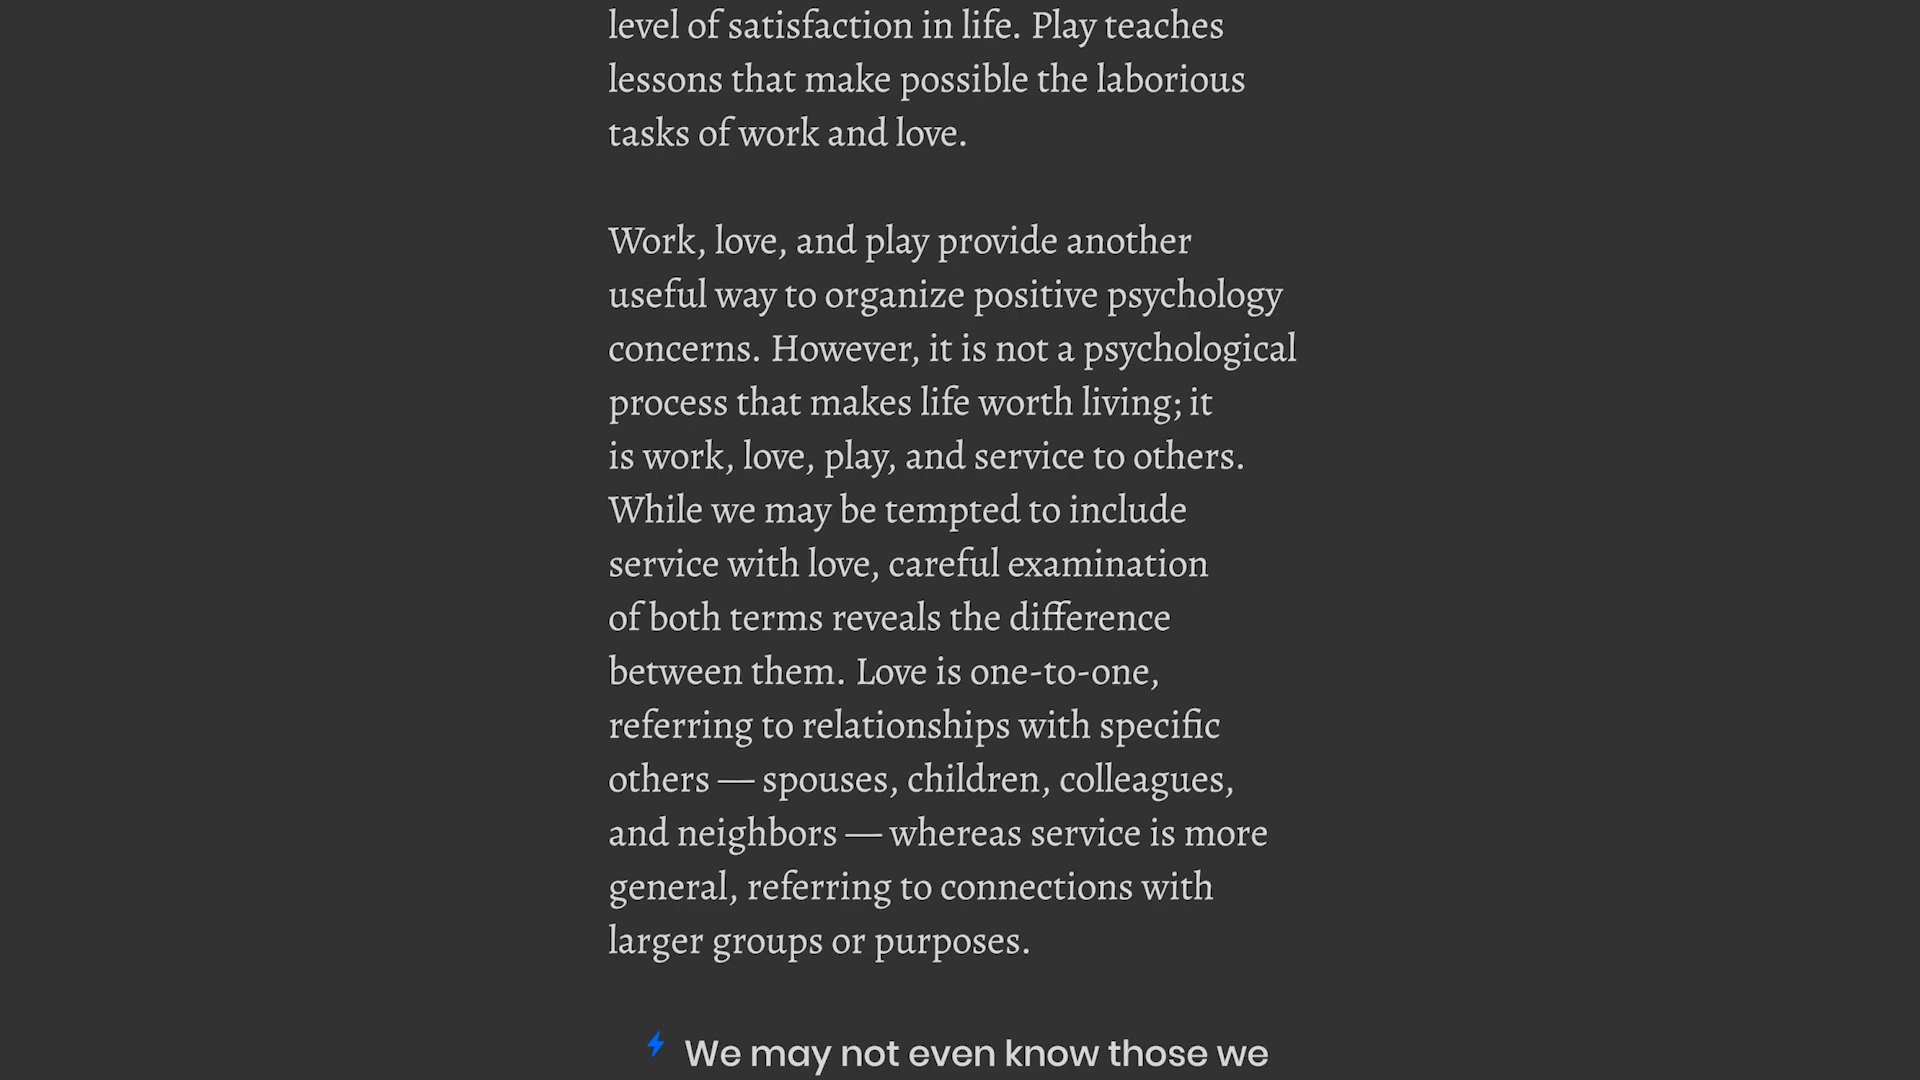 level of satisfaction in life. Play teaches
lessons that make possible the laborious
tasks of work and love.
Work, love, and play provide another
useful way to organize positive psychology
concerns. However, it is not a psychological
process that makes life worth living; it
is work, love, play, and service to others.
While we may be tempted to include
service with love, careful examination
of both terms reveals the difference
between them. Love is one-to-one,
referring to relationships with specific
others — spouses, children, colleagues,
and neighbors — whereas service is more
general, referring to connections with
larger groups or purposes.
We may not even know those we